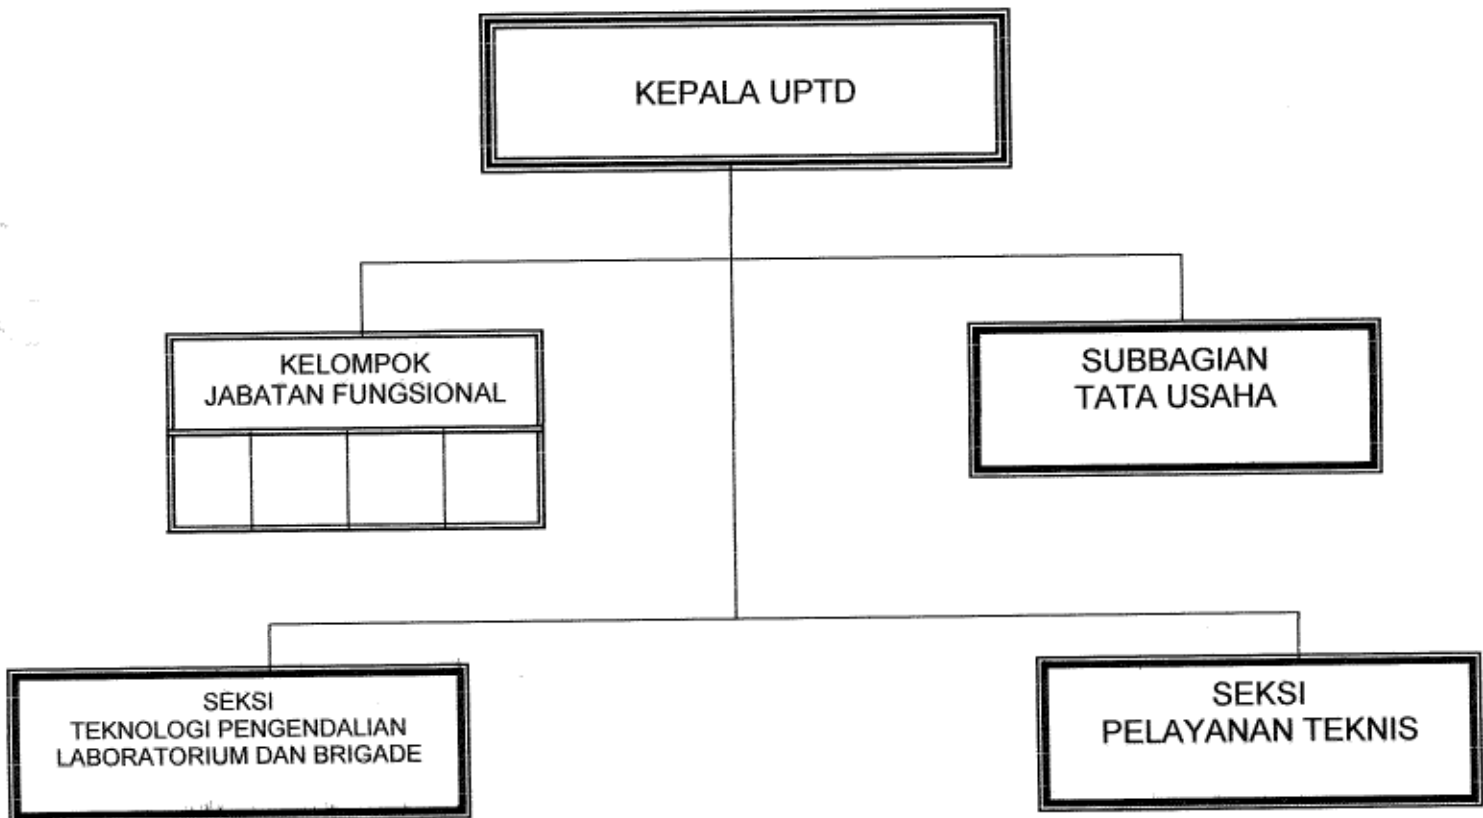 KEPALA UPTD
KELOMPOK
JABATAN FUNGSIONAL
SUBBAGIAN
TATA USAHA
SEKSI
TEKNOLOGI PENGENDALIAN
LABORATORIUM DAN BRIGADE
SEKSI
PELAYANAN TEKNIS